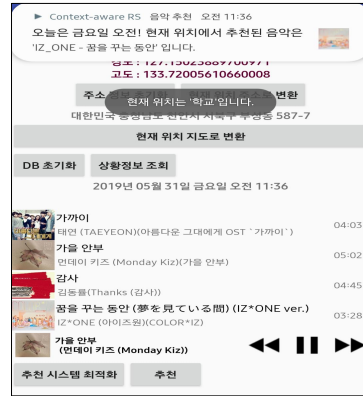 Context-aware RS 음악 추천 오전 11:36
오늘은 금요일 오전! 현재 위치에서 추천된 음악은
'IZ_ONE - 꿈을 꾸는 동안' 입니다.
경도 : 127.15023889700971
고도 : 133.72005610660008
주소 초기화 변환
현재 위치는 '학교'입니다.
대한민국 충청남도 천안시 서북구 부성동 587-7
현재 위치 지도로 변환
DB 초기화 상황정보 조회
2019년 05월 31일 금요일 오전 11:36
가까이
태연 (TAEYEON)(아름다운 그대에게 OST `가까이`)
04:03
가을 안부
먼데이 키즈 (Monday Kiz)(가을 안부)
05:02
감사
김동률(Thanks (감사))
04:45
꿈을 꾸는 동안 (夢を見ている間) (IZ*ONE ver.)
IZ*ONE (아이즈원)(COLOR*IZ)
03:28
가을 안부
(먼데이 키즈 (Monday Kiz))
추천 시스템 최적화 추천